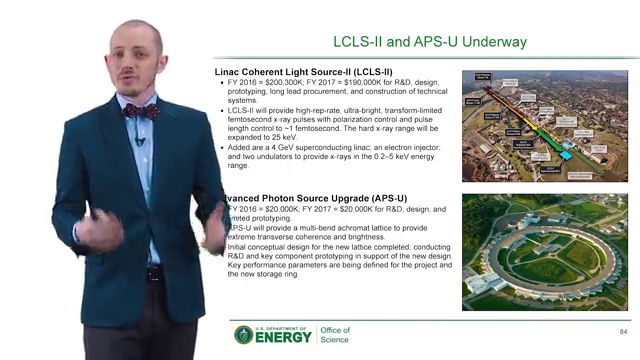 LCLS-II and APS-U Underway
Linac Coherent Light Source-II (LCLS-II)
• FY 2016 = $200,300K; FY 2017 = $190,000K for R&D, design,
prototyping, long lead procurement, and construction of technical
systems.
• LCLS-II will provide high-rep-rate, ultra-bright, transform-limited
femtosecond x-ray pulses with polarization control and pulse
length control to ~1 femtosecond. The hard x-ray range will be
expanded to 25 keV.
• Added are a 4 GeV superconducting linac; an electron injector;
and two undulators to provide x-rays in the 0.2–5 keV energy
range.
vanced Photon Source Upgrade (APS-U)
FY 2016 = $20,000K; FY 2017 = $20,000K for R&D, design, and
prototyping.
APS-U will provide a multi-bend achromat lattice to provide
extreme transverse coherence and brightness.
Initial conceptual design for the new lattice completed; conducting
R&D and key component prototyping in support of the new design.
Key performance parameters are being defined for the project and
the new storage ring.
U.S. DEPARTMENT OF
ENERGY
Office of
Science
84